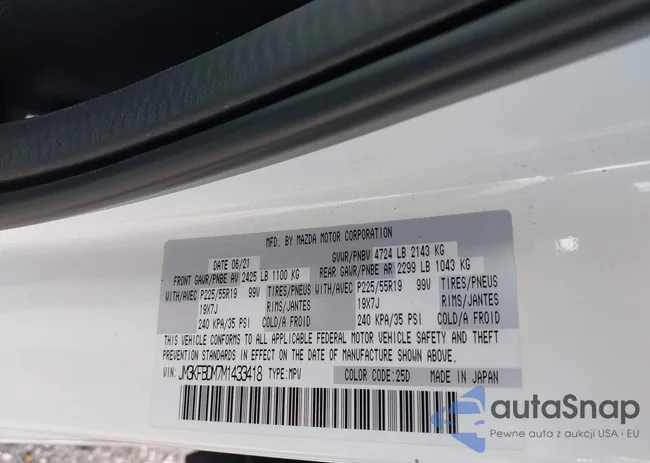 MFD. BY MAZDA MOTOR CORPORATION
DATE 06/21 GVWR/PNBV 4724 LB 2143 KG
FRONT GAWR/PNBE AV 2425 LB 1100 KG REAR GAWR/PNBE AR 2299 LB 1043 KG
WITH/AVEC P225/55R19 99V TIRES/PNEUS WITH/AVEC P225/55R19 99V TIRES/PNEUS
19X7J RIMS/JANTES 19X7J RIMS/JANTES
240 KPA/35 PSI COLD/A FROID 240 KPA/35 PSI COLD/A FROID
THIS VEHICLE CONFORMS TO ALL APPLICABLE FEDERAL MOTOR VEHICLE SAFETY AND THEFT
PREVENTION STANDARDS IN EFFECT ON THE DATE OF MANUFACTURE SHOWN ABOVE.
VIN: JM3KFBDM7M1433418 TYPE:MPV COLOR CODE:25D MADE IN JAPAN
autaSnap
Pewne auta z aukcji USA i EU